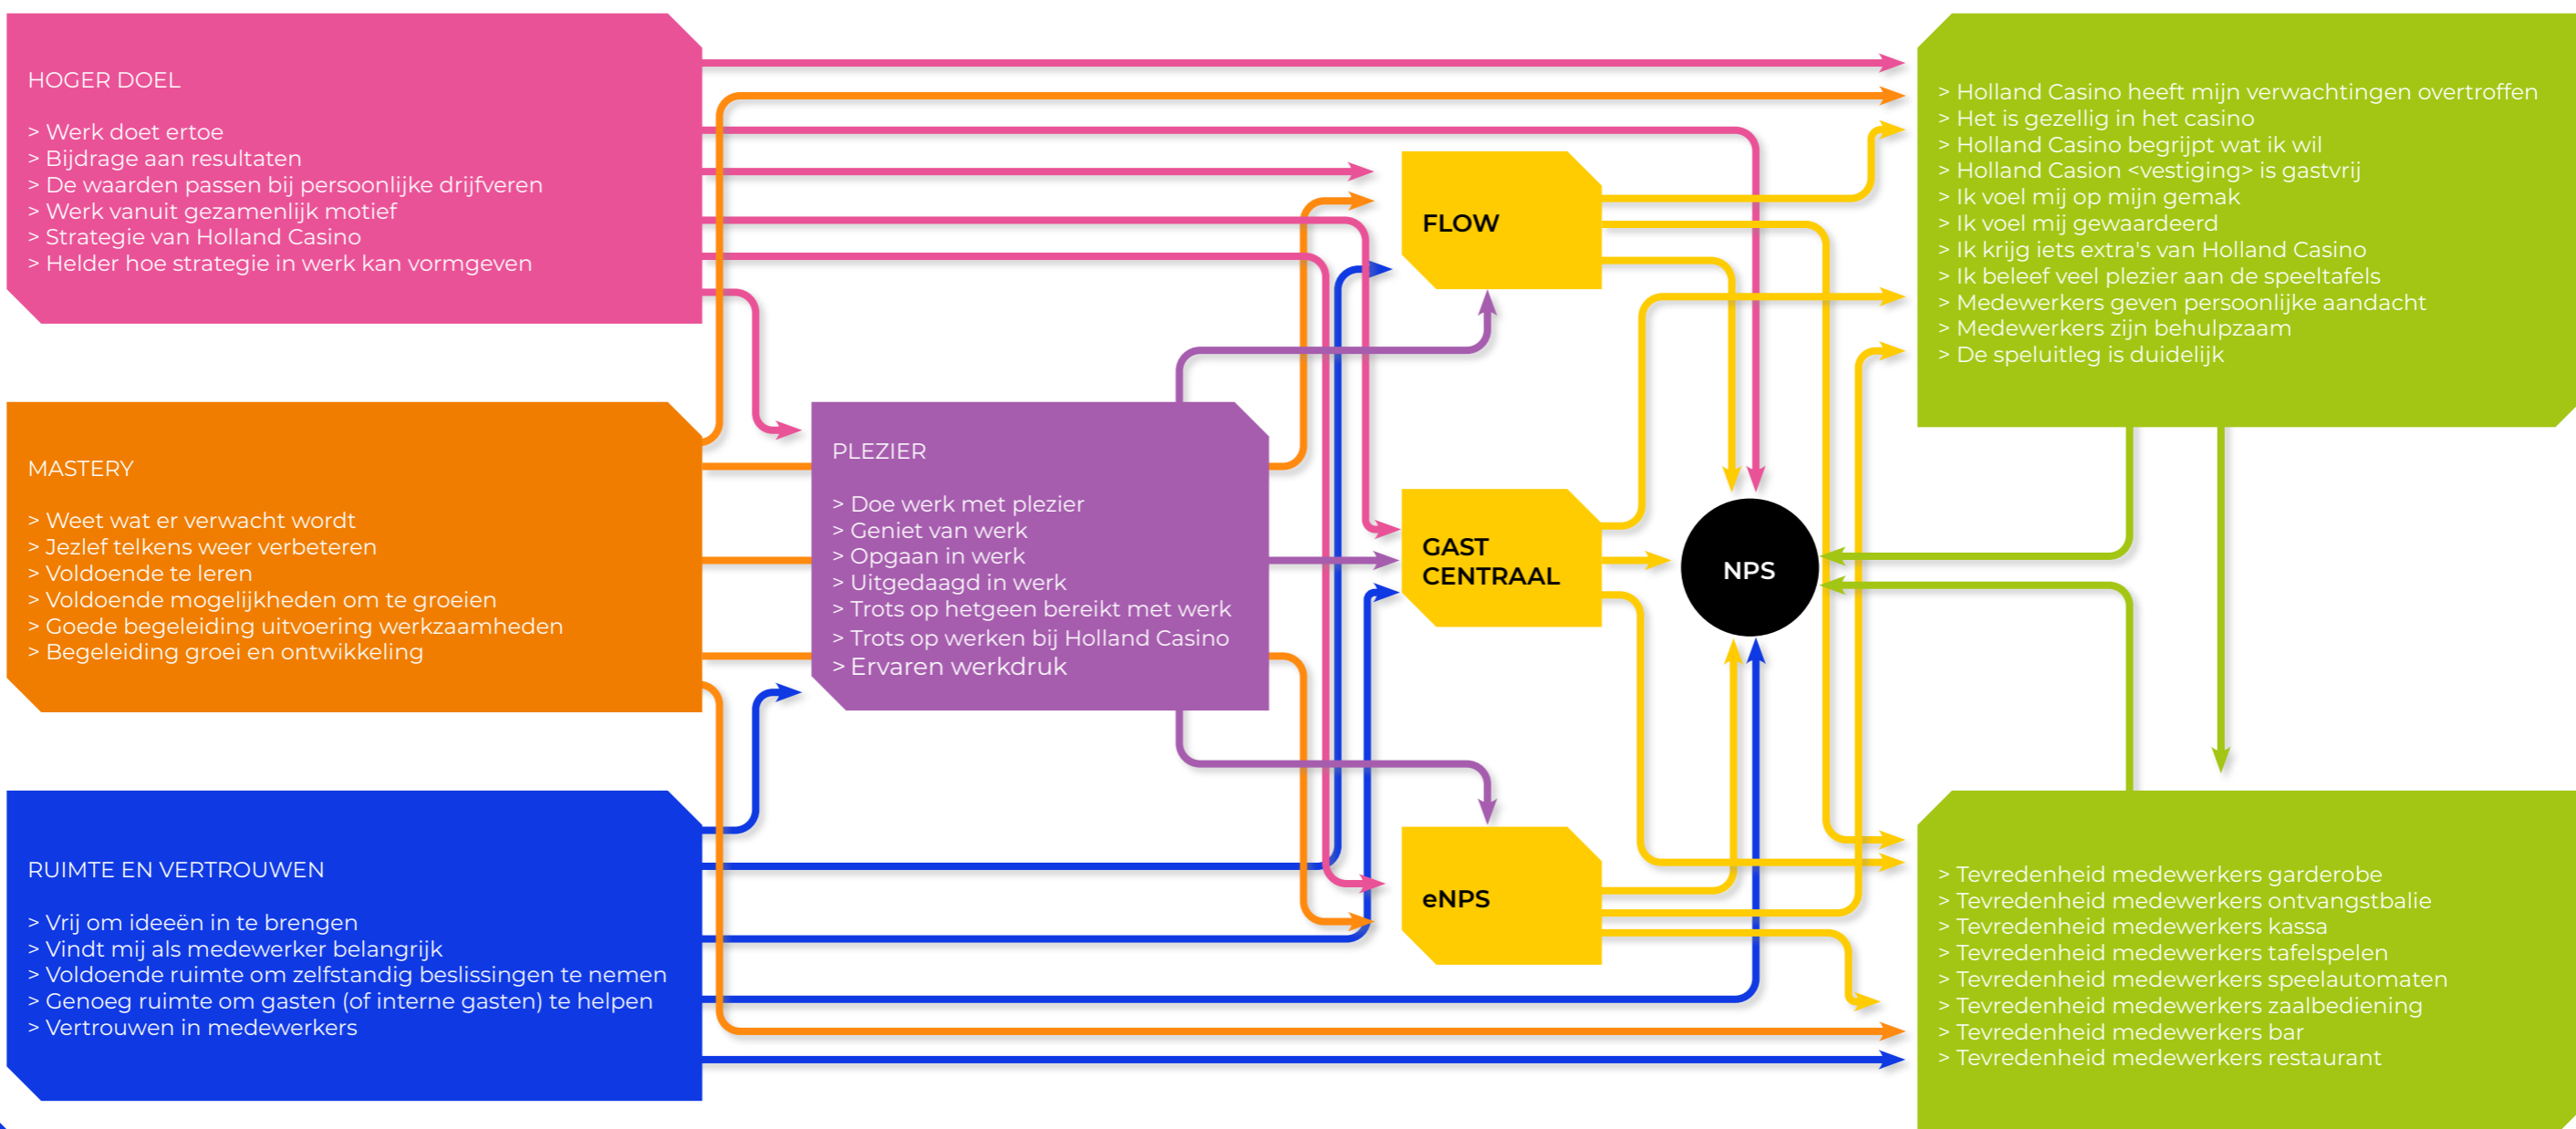 HOGER DOEL
> Werk doet ertoe
> Bijdrage aan resultaten
> De waarden passen bij persoonlijke drijfveren
> Werk vanuit gezamenlijk motief
> Strategie van Holland Casino
> Helder hoe strategie in werk kan vormgeven
MASTERY
> Weet wat er verwacht wordt
> Jezlef telkens weer verbeteren
> Voldoende te leren
> Voldoende mogelijkheden om te groeien
> Goede begeleiding uitvoering werkzaamheden
> Begeleiding groei en ontwikkeling
RUIMTE EN VERTROUWEN
> Vrij om ideeën in te brengen
> Vindt mij als medewerker belangrijk
> Voldoende ruimte om zelfstandig beslissingen te nemen
> Genoeg ruimte om gasten (of interne gasten) te helpen
> Vertrouwen in medewerkers
PLEZIER
> Doe werk met plezier
> Geniet van werk
> Opgaan in werk
> Uitgedaagd in werk
> Trots op hetgeen bereikt met werk
> Trots op werken bij Holland Casino
> Ervaren werkdruk
FLOW
GAST
CENTRAAL
eNPS
NPS
> Holland Casino heeft mijn verwachtingen overtroffen
> Het is gezellig in het casino
> Holland Casino begrijpt wat ik wil
> Holland Casion <vestiging> is gastvrij
> Ik voel mij op mijn gemak
> Ik voel mij gewaardeerd
> Ik krijg iets extra's van Holland Casino
> Ik beleef veel plezier aan de speeltafels
> Medewerkers geven persoonlijke aandacht
> Medewerkers zijn behulpzaam
> De speluitleg is duidelijk
> Tevredenheid medewerkers garderobe
> Tevredenheid medewerkers ontvangstbalie
> Tevredenheid medewerkers kassa
> Tevredenheid medewerkers tafelspelen
> Tevredenheid medewerkers speelautomaten
> Tevredenheid medewerkers zaalbediening
> Tevredenheid medewerkers bar
> Tevredenheid medewerkers restaurant